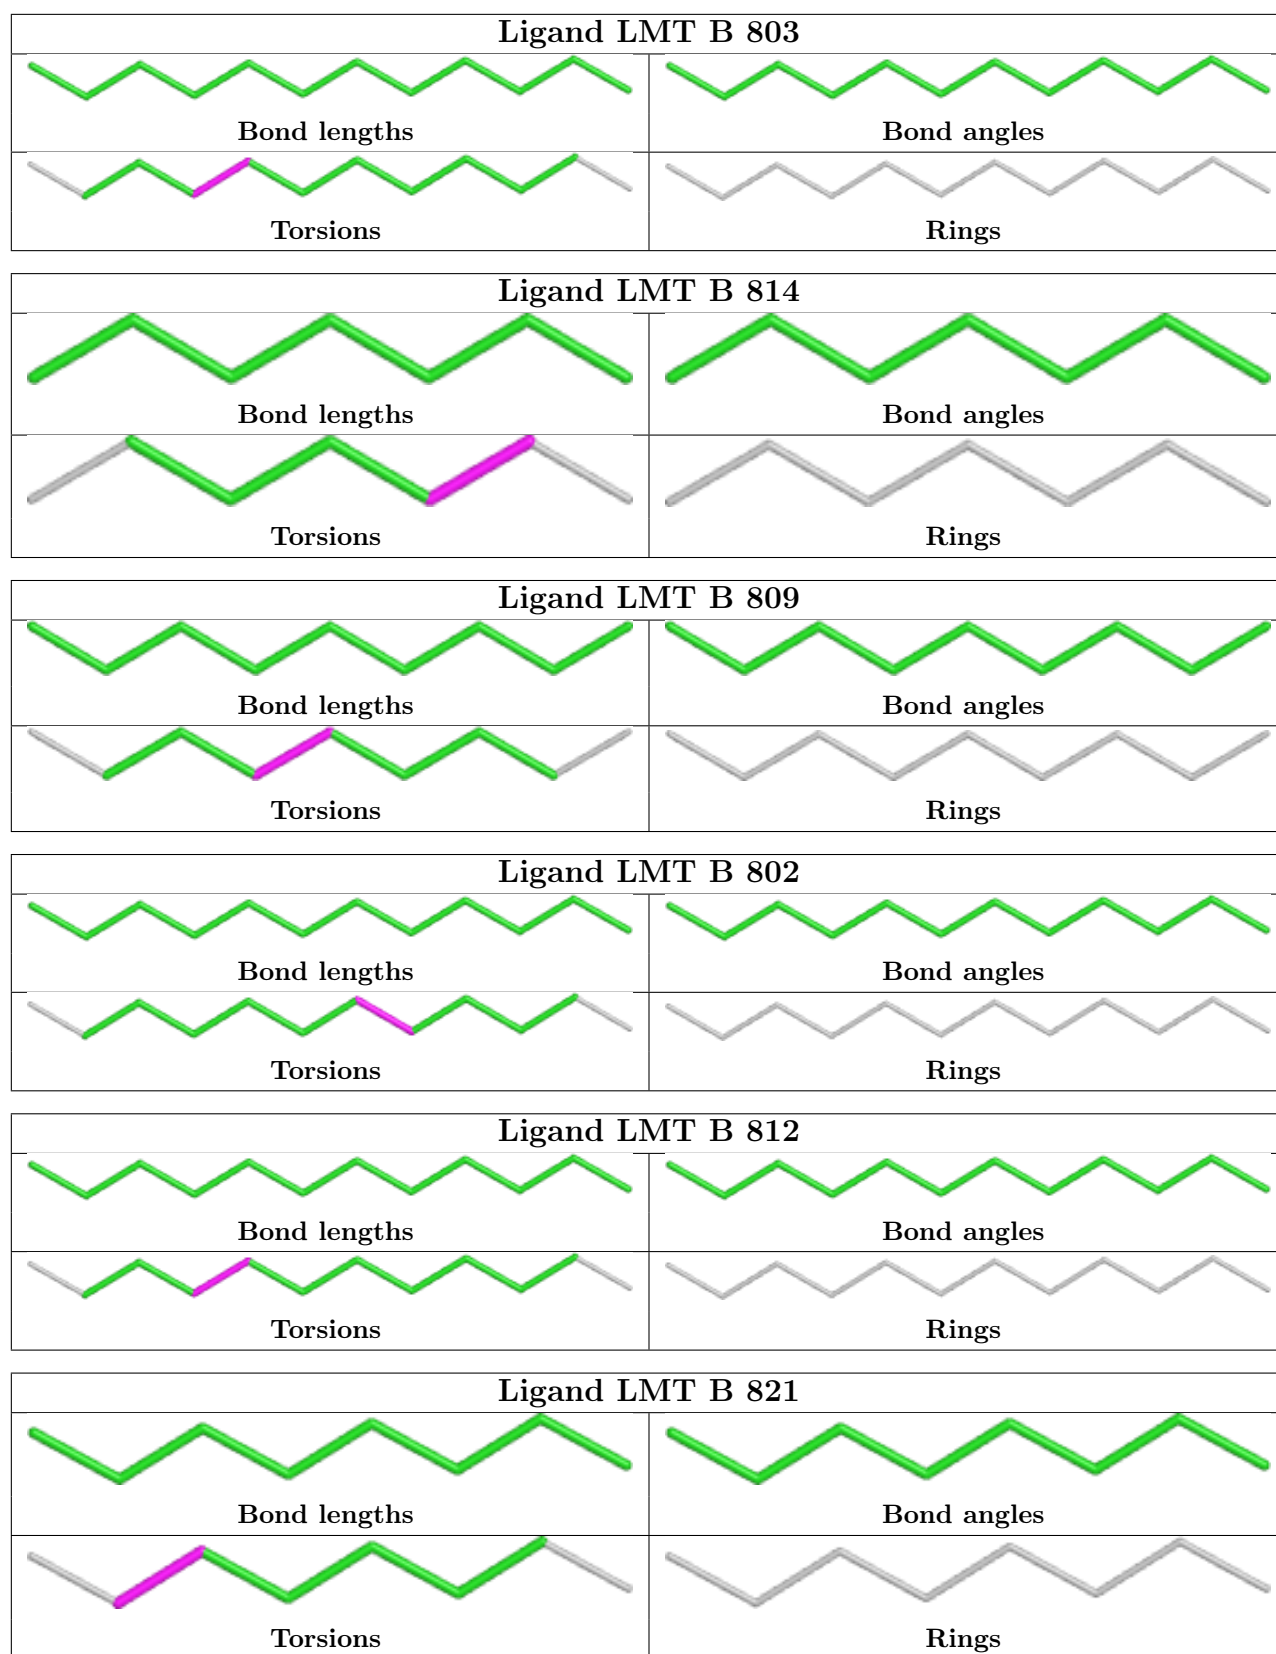 Ligand LMT B 803
Bond lengths Bond angles
Torsions Rings
Ligand LMT B 814
Bond lengths Bond angles
Torsions Rings
Ligand LMT B 809
Bond lengths Bond angles
Torsions Rings
Ligand LMT B 802
Bond lengths Bond angles
Torsions Rings
Ligand LMT B 812
Bond lengths Bond angles
Torsions Rings
Ligand LMT B 821
Bond lengths Bond angles
Torsions Rings